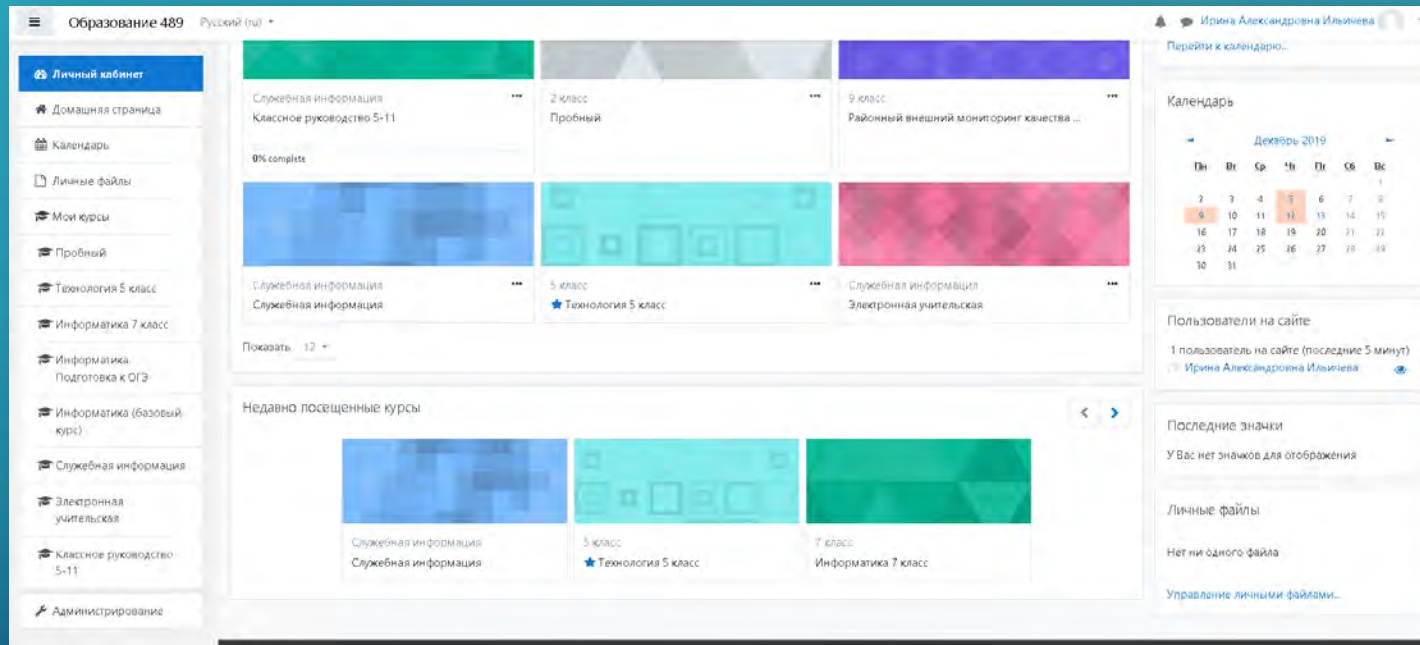 Образование 489 Русский (ru)
Ирина Александровна Ильичева
Личный кабинет
Домашняя страница
Календарь
Личные файлы
Мои курсы
Пробный
Технология 5 класс
Информатика 7 класс
Информатика.
Подготовка к ОГЭ
Информатика (базовый
курс)
Служебная информация
Электронная
учительская
Классное руководство
5-11
Администрирование
Служебная информация
Классное руководство 5-11
0% complete
2 класс
Пробный
9 класс
Районный внешний мониторинг качества ...
Служебная информация
Служебная информация
5 класс
Технология 5 класс
Служебная информация
Электронная учительская
Показать 12
Недавно посещенные курсы
Служебная информация
Служебная информация
5 класс
Технология 5 класс
7 класс
Информатика 7 класс
Перейти к календарю...
Календарь
Декабрь 2019
Пн Вт Ср Чт Пт Сб Вс
1
2 3 4 5 6 7 8
9 10 11 12 13 14 15
16 17 18 19 20 21 22
23 24 25 26 27 28 29
30 31
Пользователи на сайте
1 пользователь на сайте (последние 5 минут)
Ирина Александровна Ильичева
Последние значки
У Вас нет значков для отображения
Личные файлы
Нет ни одного файла
Управление личными файлами...